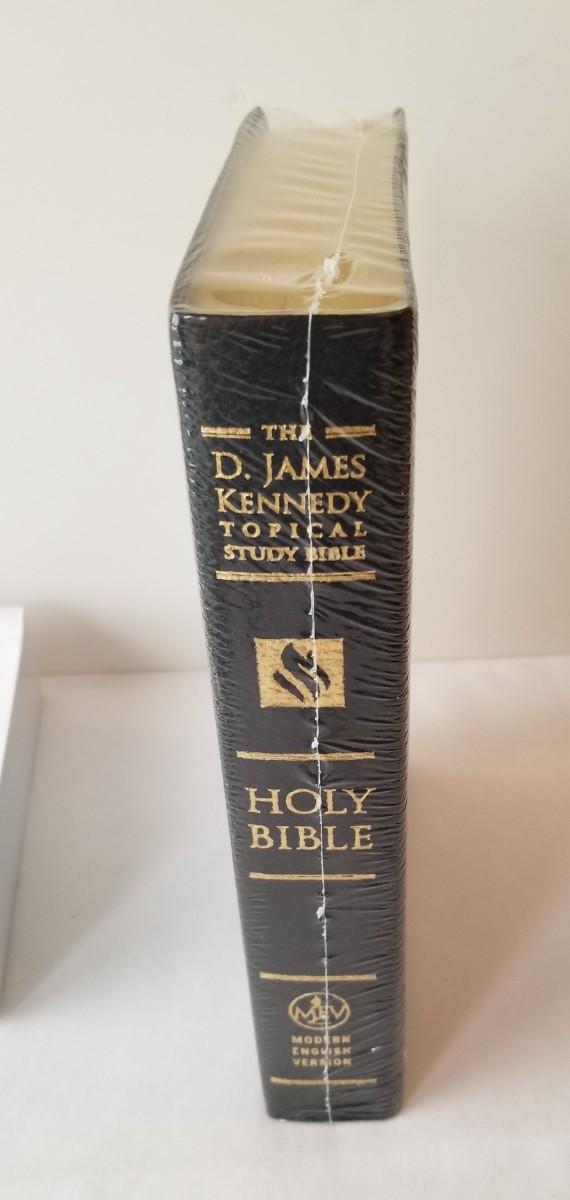 THE
D. JAMES
KENNEDY
TOPICAL
STUDY BIBLE
HOLY
BIBLE
MEV
MODERN
ENGLISH
VERSION